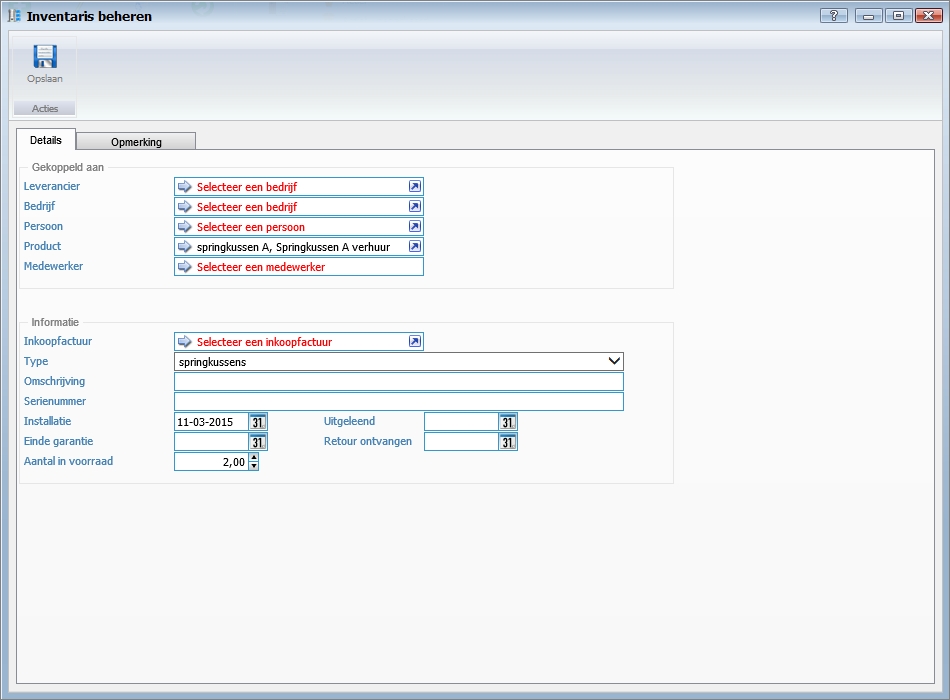 Inventaris beheren
?
Opslaan
Acties
Details
Opmerking
Gekoppeld aan
Leverancier Selecteer een bedrijf
Bedrijf Selecteer een bedrijf
Persoon Selecteer een persoon
Product springkussen A, Springkussen A verhuur
Medewerker Selecteer een medewerker
Informatie
Inkoopfactuur Selecteer een inkoopfactuur
Type springkussens
Omschrijving
Serienummer
Installatie 11-03-2015 31 Uitgeleend 31
Einde garantie 31 Retour ontvangen 31
Aantal in voorraad 2,00